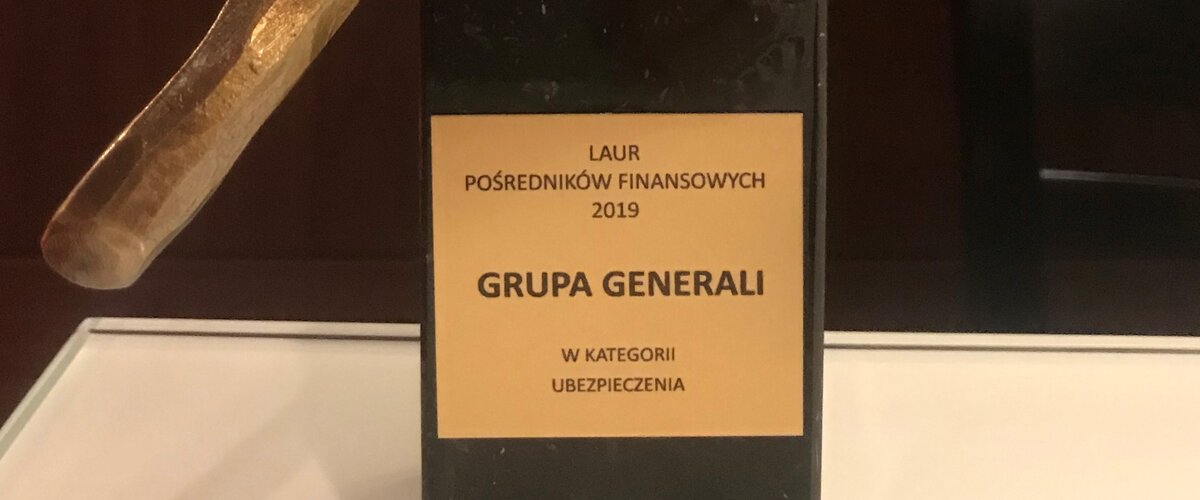 LAUR
POŚREDNIKÓW FINANSOWYCH
2019
GRUPA GENERALI
W KATEGORII
UBEZPIECZENIA